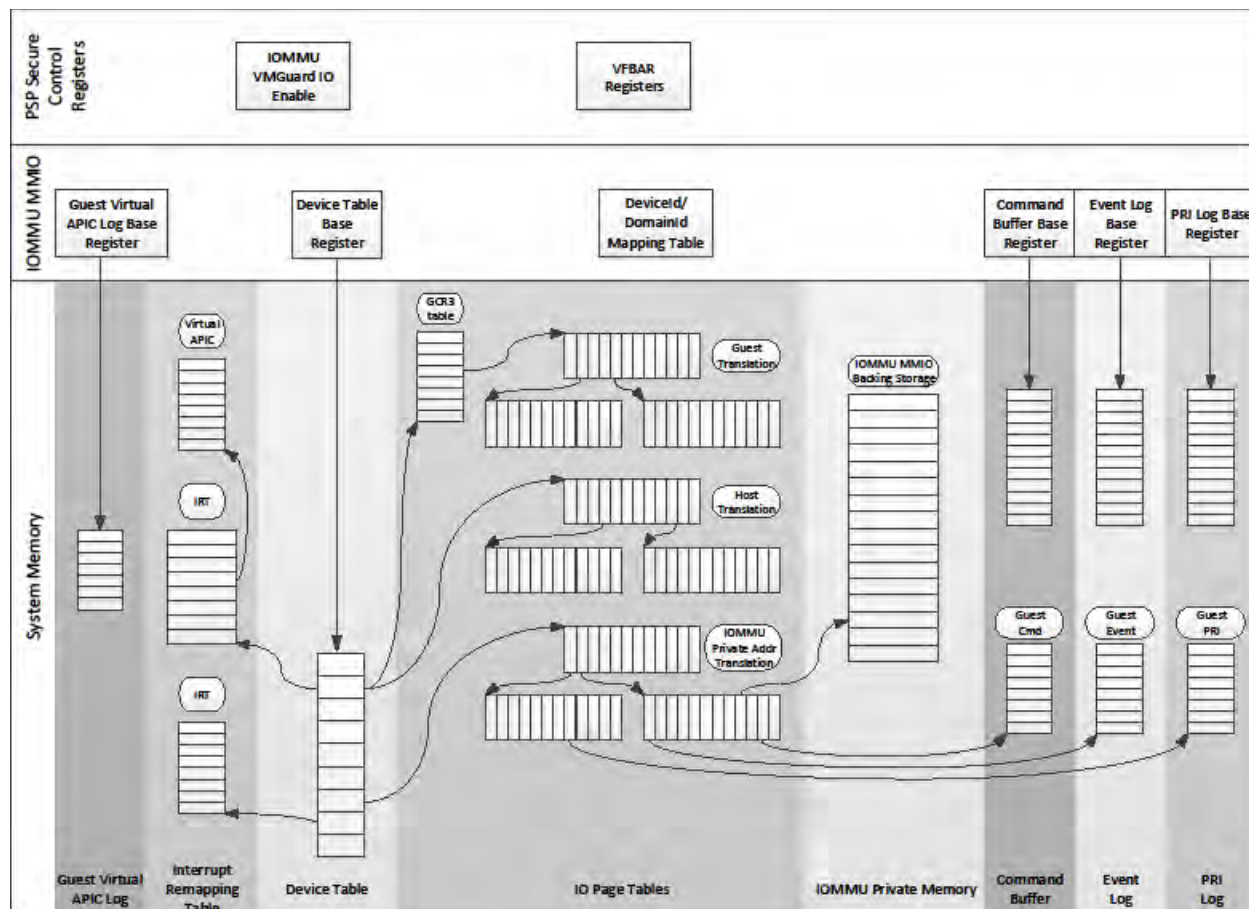 PSP Secure
Control
Registers
IOMMU
VMGuard IO
Enable
VFBAR
Registers
IOMMU MMIO
Guest Virtual
APIC Log Base
Register
Device Table
Base
Register
DeviceId/
DomainId
Mapping Table
Command
Buffer Base
Register
Event Log
Base
Register
PRI Log Base
Register
System Memory
Virtual
APIC
GCR3
table
Guest
Translation
IOMMU MMIO
Backing Storage
IRT
Host
Translation
IRT
IOMMU
Private Addr
Translation
Guest
Cmd
Guest
Event
Guest
PRI
Guest Virtual
APIC Log
Interrupt
Remapping
Table
Device Table
IO Page Tables
IOMMU Private Memory
Command
Buffer
Event
Log
PRI
Log